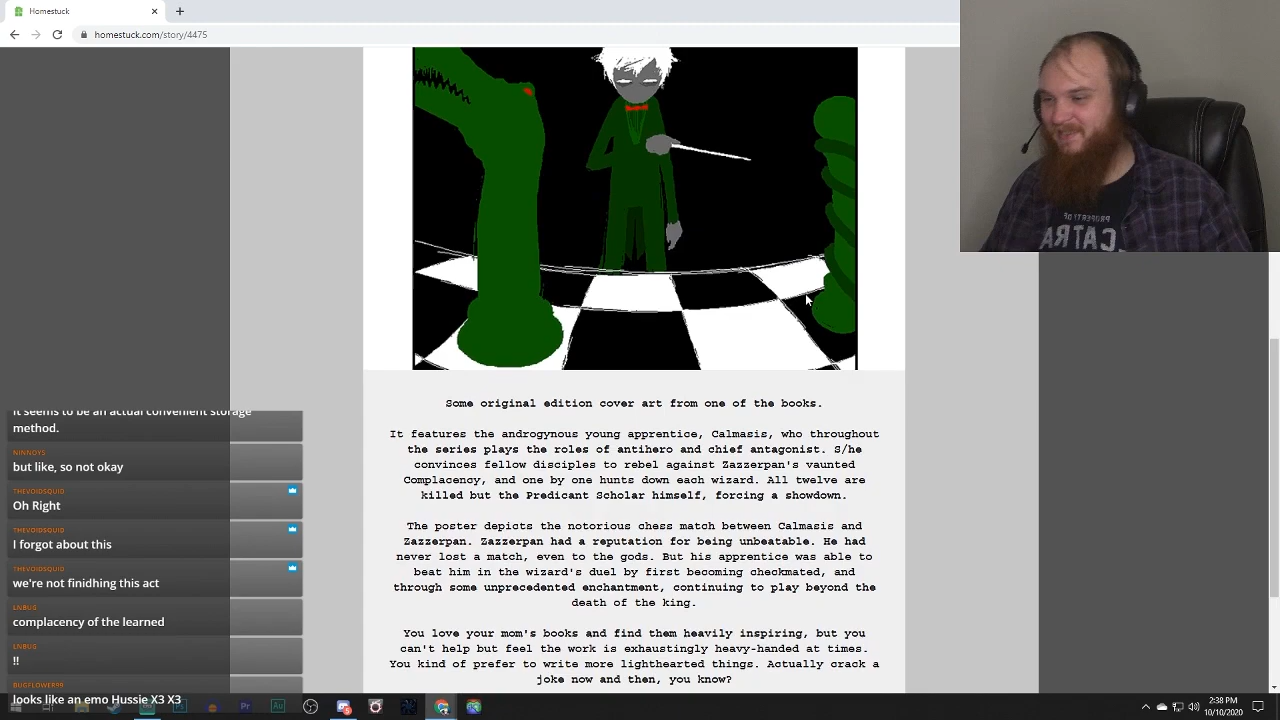 Homestuck
homestuck.com/story/4475
PROPERTY OF
CATRA
Some original edition cover art from one of the books.
It features the androgynous young apprentice, Calmasis, who throughout
the series plays the roles of antihero and chief antagonist. S/he
convinces fellow disciples to rebel against Zazzerpan's vaunted
Complacency, and one by one hunts down each wizard. All twelve are
killed but the Predicant Scholar himself, forcing a showdown.
The poster depicts the notorious chess match between Calmasis and
Zazzerpan. Zazzerpan had a reputation for being unbeatable. He had
never lost a match, even to the gods. But his apprentice was able to
beat him in the wizard's duel by first becoming checkmated, and
through some unprecedented enchantment, continuing to play beyond the
death of the king.
You love your mom's books and find them heavily inspiring, but you
can't help but feel the work is exhaustingly heavy-handed at times.
You kind of prefer to write more lighthearted things. Actually crack a
joke now and then, you know?
it seems to be an actual convenient storage
method.
NINNOYS
but like, so not okay
THEVOIDSQUID
Oh Right
THEVOIDSQUID
I forgot about this
THEVOIDSQUID
we're not finidhing this act
LNBUG
complacency of the learned
LNBUG
!!
BUGFLOWER99
looks like an emo Hussie X3 X3
2:38 PM
10/10/2020